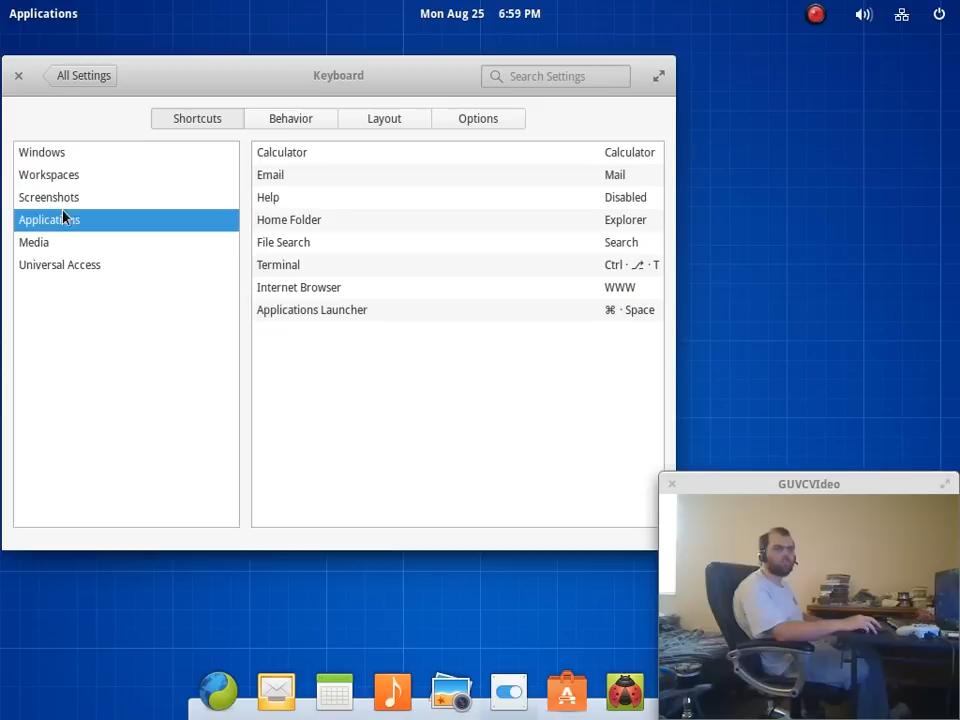 Applications
Mon Aug 25 6:59 PM
All Settings
Keyboard
Search Settings
Shortcuts
Behavior
Layout
Options
Windows
Workspaces
Screenshots
Applications
Media
Universal Access
Calculator Calculator
Email Mail
Help Disabled
Home Folder Explorer
File Search Search
Terminal Ctrl · ⎇ · T
Internet Browser WWW
Applications Launcher ⌘ · Space
GUVCVIdeo